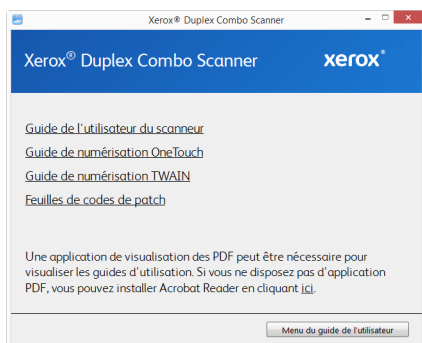 Xerox® Duplex Combo Scanner
Xerox® Duplex Combo Scanner
xerox®
Guide de l'utilisateur du scanneur
Guide de numérisation OneTouch
Guide de numérisation TWAIN
Feuilles de codes de patch
Une application de visualisation des PDF peut être nécessaire pour
visualiser les guides d'utilisation. Si vous ne disposez pas d'application
PDF, vous pouvez installer Acrobat Reader en cliquant ici.
Menu du guide de l'utilisateur